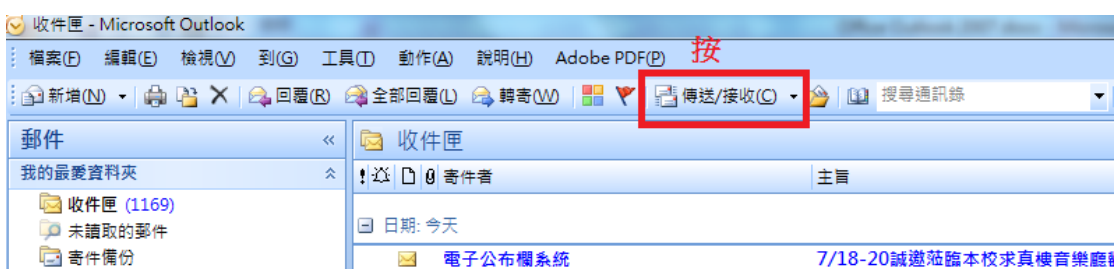 收件匣 - Microsoft Outlook
檔案(F) 編輯(E) 檢視(V) 到(G) 工具(T) 動作(A) 說明(H) Adobe PDF(P) 按
新增(N) 回覆(R) 全部回覆(L) 轉寄(W) 傳送/接收(C) 搜尋通訊錄
郵件 « 收件匣
我的最愛資料夾 寄件者 主旨
收件匣 (1169)
未讀取的郵件 日期: 今天
寄件備份 電子公布欄系統 7/18-20誠邀蒞臨本校求真樓音樂廳